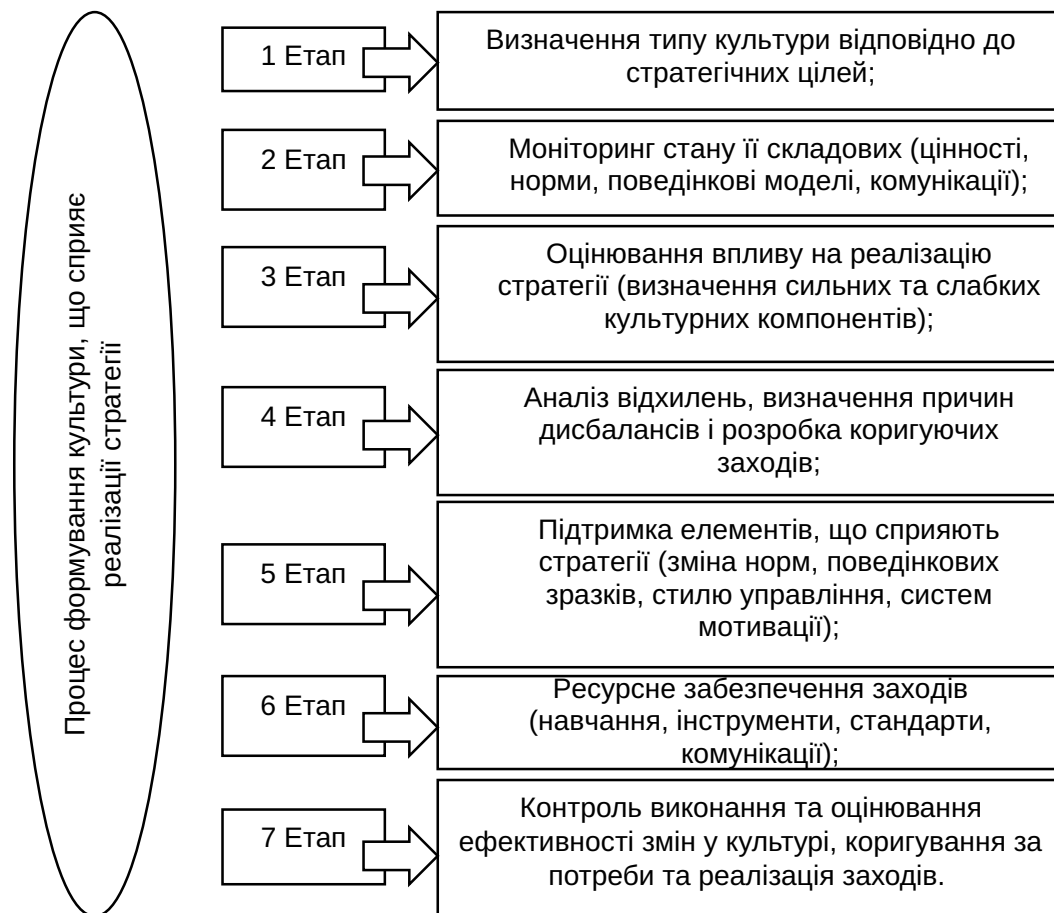 Процес формування культури, що сприяє
реалізації стратегії
1 Етап
Визначення типу культури відповідно до
стратегічних цілей;
2 Етап
Моніторинг стану її складових (цінності,
норми, поведінкові моделі, комунікації);
3 Етап
Оцінювання впливу на реалізацію
стратегії (визначення сильних та слабких
культурних компонентів);
4 Етап
Аналіз відхилень, визначення причин
дисбалансів і розробка коригуючих
заходів;
5 Етап
Підтримка елементів, що сприяють
стратегії (зміна норм, поведінкових
зразків, стилю управління, систем
мотивації);
6 Етап
Ресурсне забезпечення заходів
(навчання, інструменти, стандарти,
комунікації);
7 Етап
Контроль виконання та оцінювання
ефективності змін у культурі, коригування за
потреби та реалізація заходів.